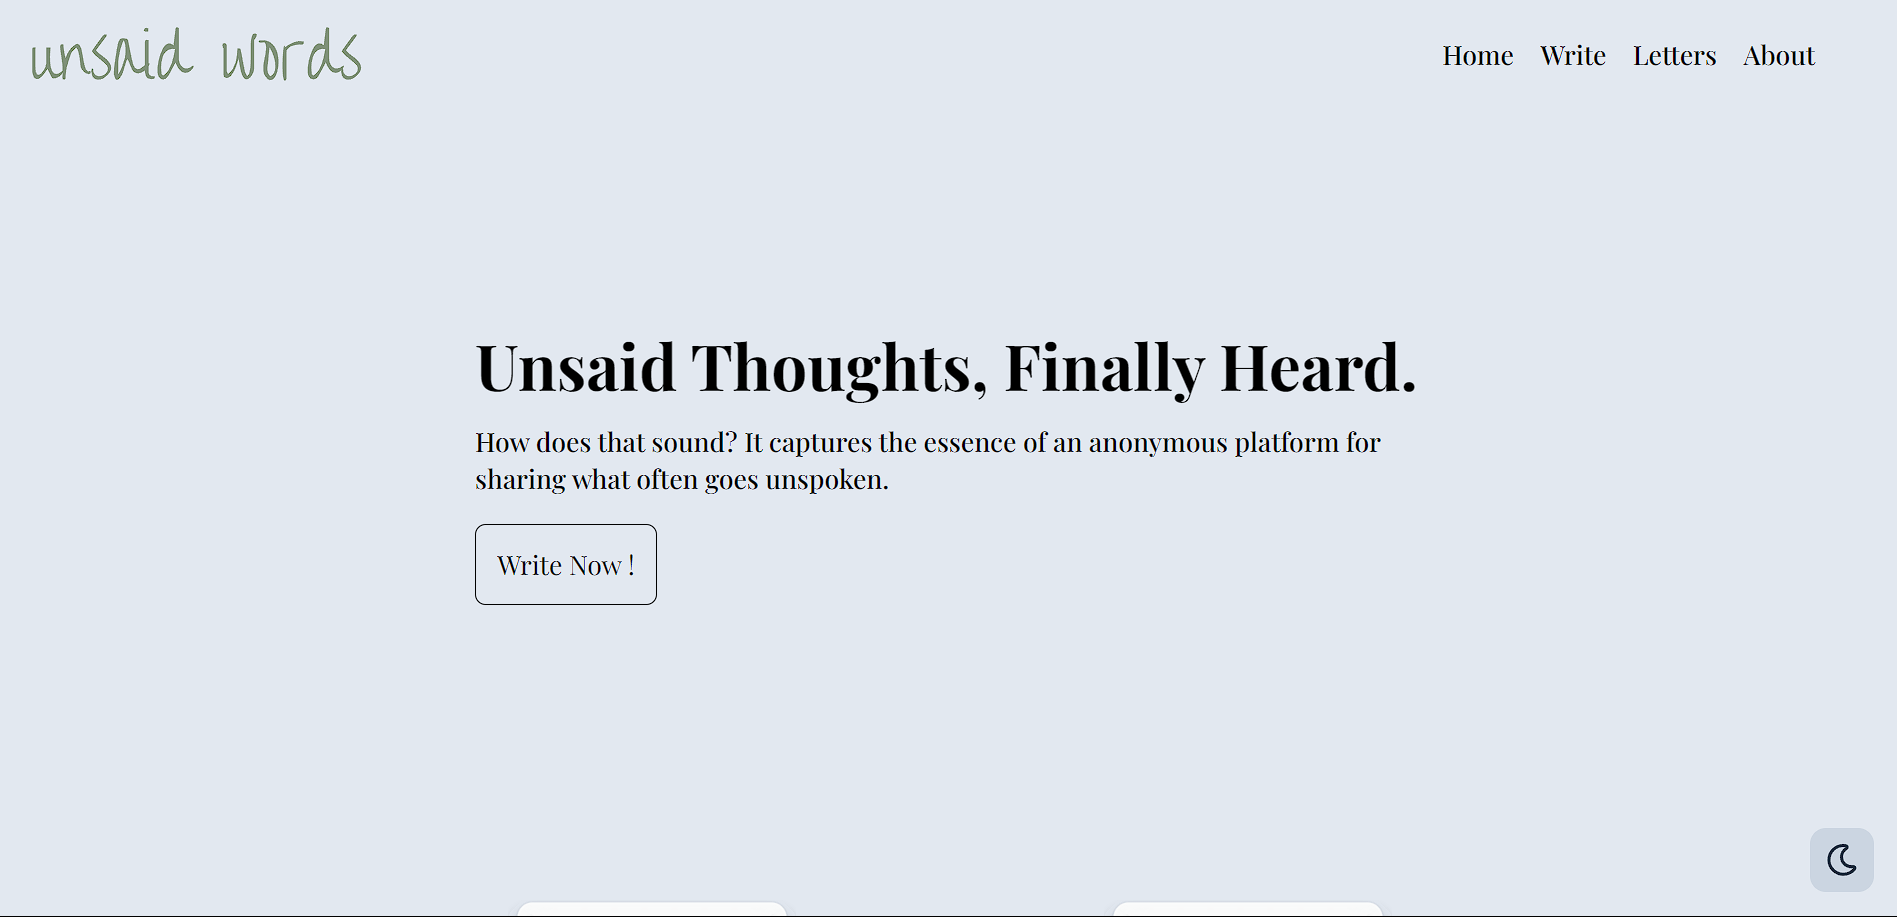 unsaid words
Home Write Letters About
Unsaid Thoughts, Finally Heard.
How does that sound? It captures the essence of an anonymous platform for
sharing what often goes unspoken.
Write Now !